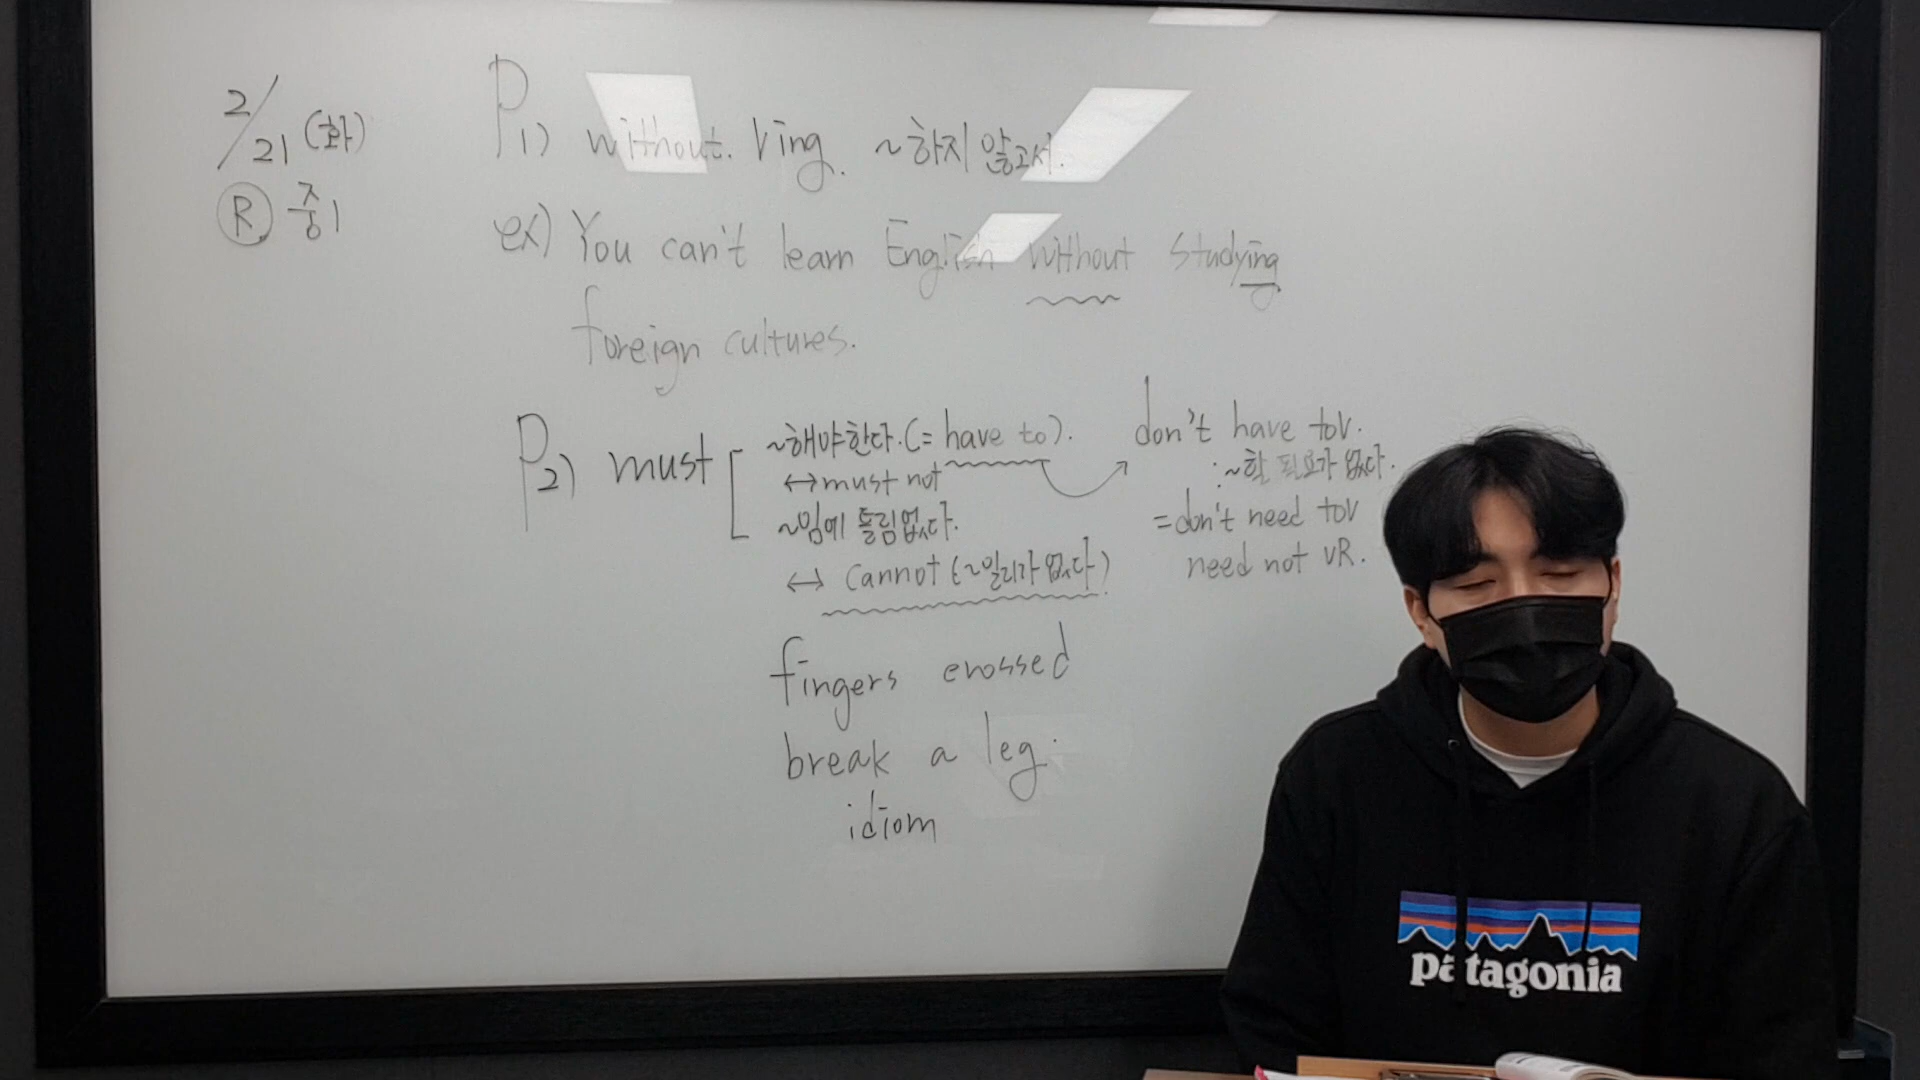 2/21 (화)
Ⓡ 중1
P1) without. Ving. ~하지 않고서.
ex) You can't learn English without studying
foreign cultures.
P2) must [ ~해야한다. (= have to).
↔ must not
~임에 틀림없다.
↔ cannot (~일리가 없다)
don't have toV.
: ~할 필요가 없다.
= don't need toV
need not VR.
fingers crossed
break a leg.
idiom
patagonia